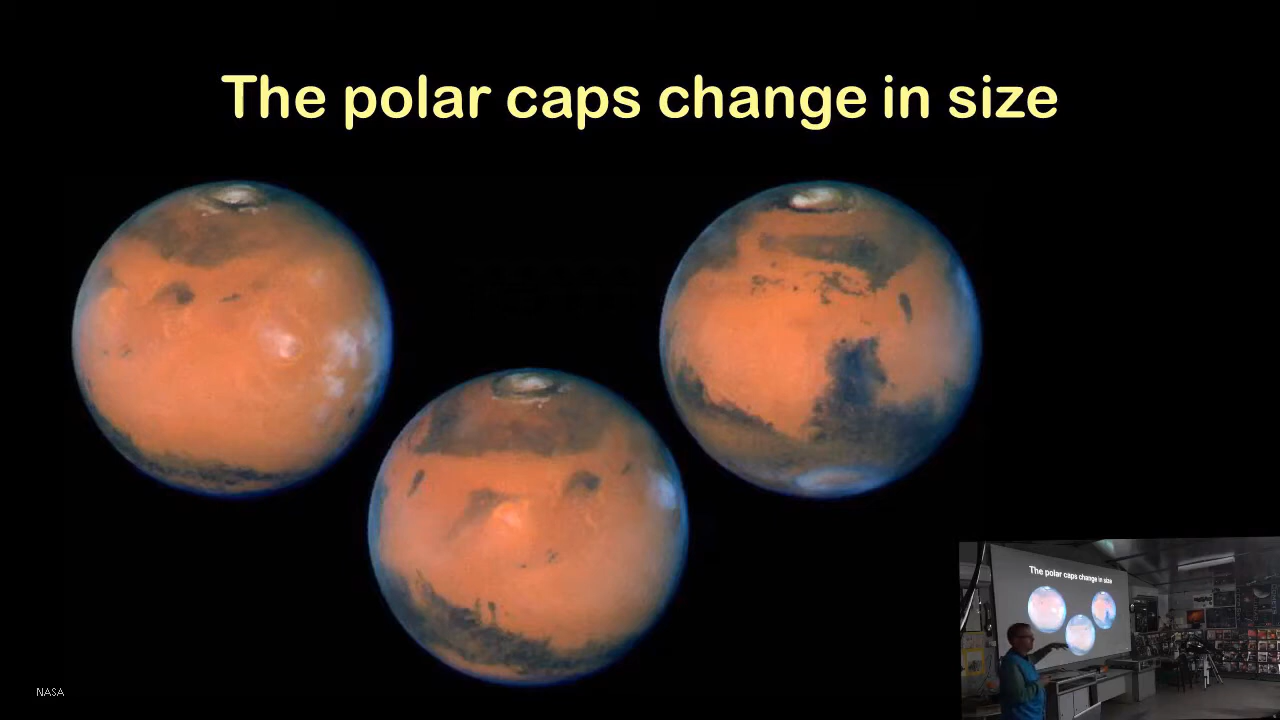 The polar caps change in size
The polar caps change in size
NASA